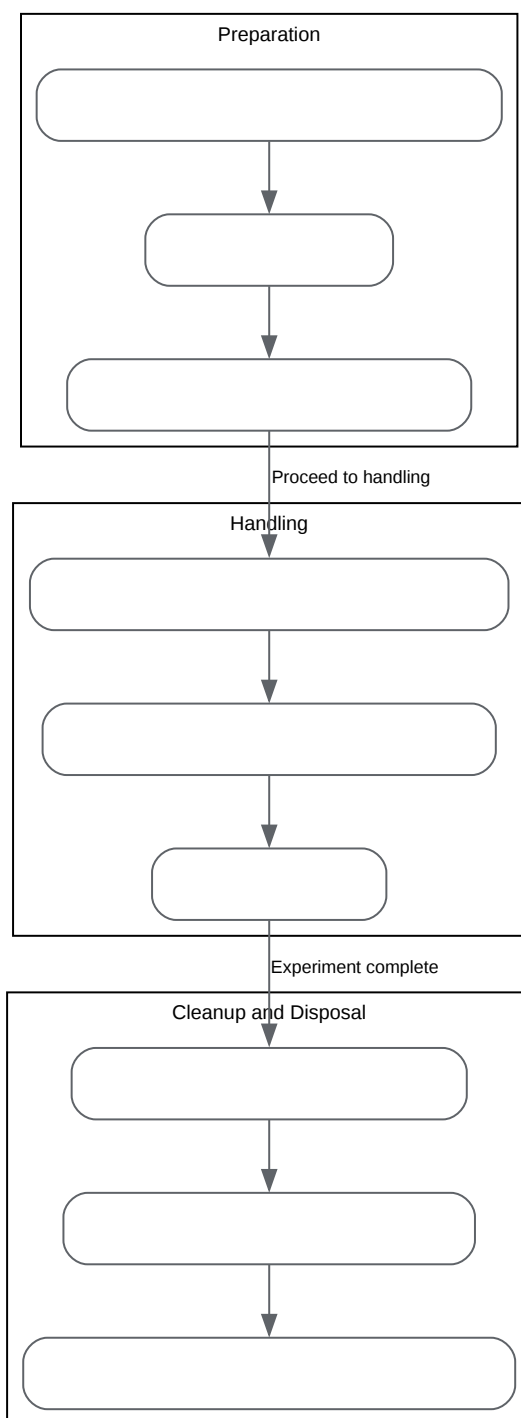 Preparation
Proceed to handling
Handling
Experiment complete
Cleanup and Disposal